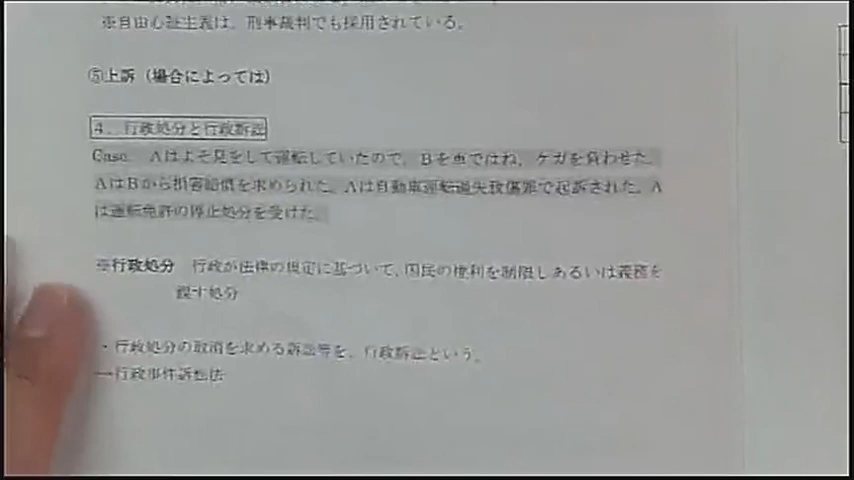 ※自由心証主義は、刑事裁判でも採用されている。
⑤上訴（場合によっては）
４．行政処分と行政訴訟
Case　Ａはよそ見をして運転していたので、Ｂを車ではね、ケガを負わせた。
ＡはＢから損害賠償を求められた。Ａは自動車運転過失致傷罪で起訴された。Ａ
は運転免許の停止処分を受けた。
※行政処分　行政が法律の規定に基づいて、国民の権利を制限しあるいは義務を
課す処分
・行政処分の取消を求める訴訟等を、行政訴訟という。
→行政事件訴訟法